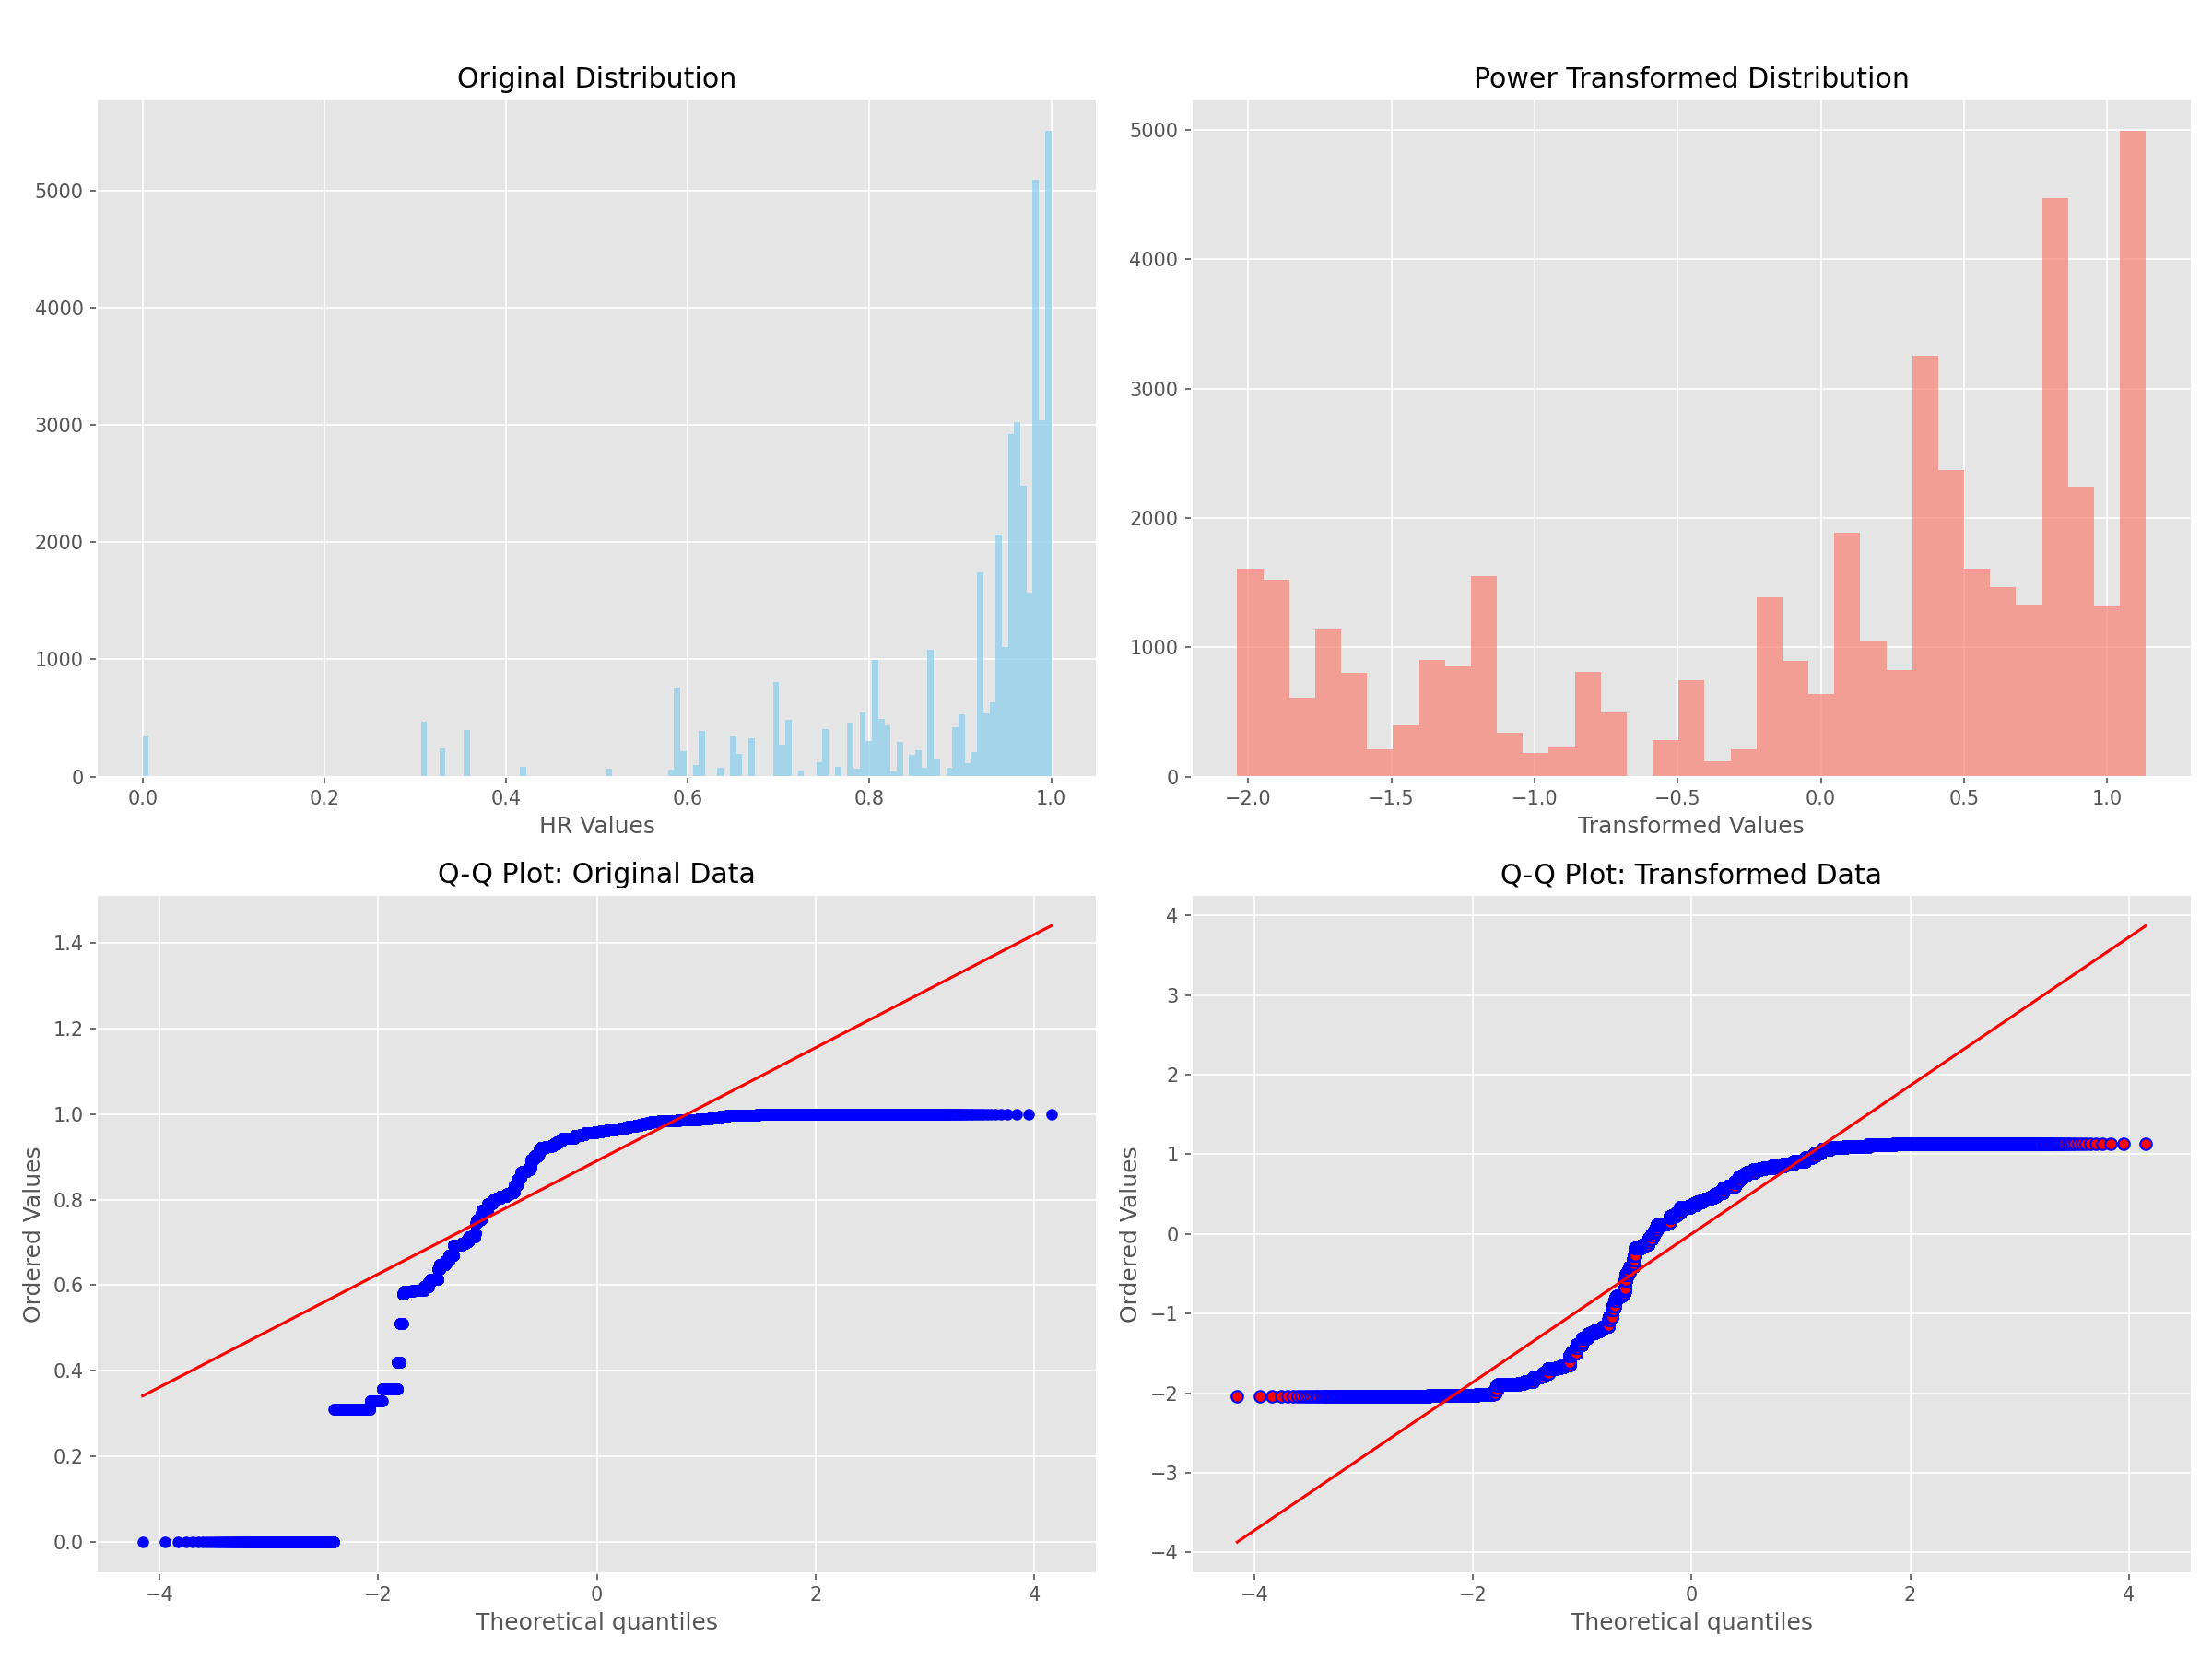 Original Distribution
5000
4000
3000
2000
1000
0
0.0 0.2 0.4 0.6 0.8 1.0
HR Values
Power Transformed Distribution
5000
4000
3000
2000
1000
0
−2.0 −1.5 −1.0 −0.5 0.0 0.5 1.0
Transformed Values
Q-Q Plot: Original Data
Ordered Values
1.4
1.2
1.0
0.8
0.6
0.4
0.2
0.0
−4 −2 0 2 4
Theoretical quantiles
Q-Q Plot: Transformed Data
Ordered Values
4
3
2
1
0
−1
−2
−3
−4
−4 −2 0 2 4
Theoretical quantiles